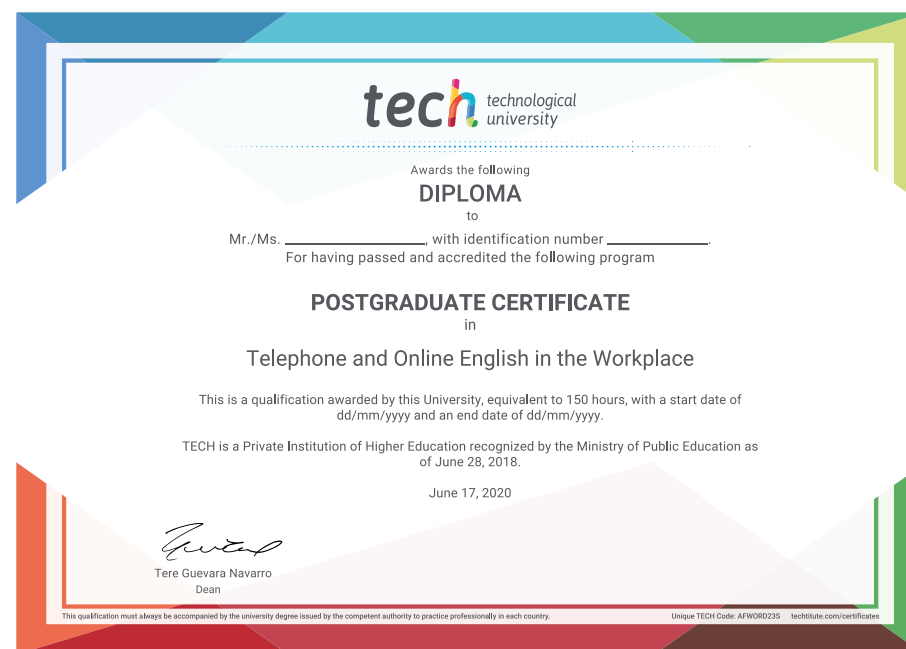 tech technological
university
Awards the following
DIPLOMA
to
Mr./Ms. ____________________, with identification number ______________.
For having passed and accredited the following program
POSTGRADUATE CERTIFICATE
in
Telephone and Online English in the Workplace
This is a qualification awarded by this University, equivalent to 150 hours, with a start date of
dd/mm/yyyy and an end date of dd/mm/yyyy.
TECH is a Private Institution of Higher Education recognized by the Ministry of Public Education as
of June 28, 2018.
June 17, 2020
Tere Guevara Navarro
Dean
This qualification must always be accompanied by the university degree issued by the competent authority to practice professionally in each country.
Unique TECH Code: AFWORD23S techtitute.com/certificates